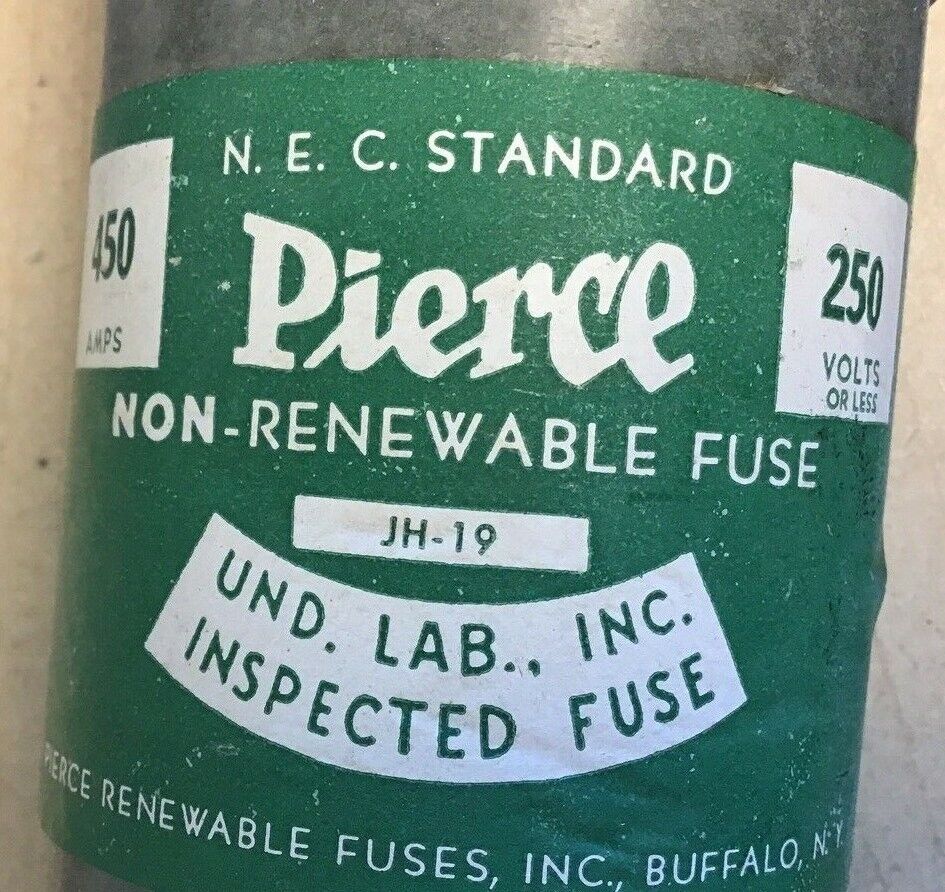 N. E. C. STANDARD
450
AMPS
Pierce
250
VOLTS
OR LESS
NON-RENEWABLE FUSE
JH-19
UND. LAB., INC.
INSPECTED FUSE
PIERCE RENEWABLE FUSES, INC., BUFFALO, N.Y.